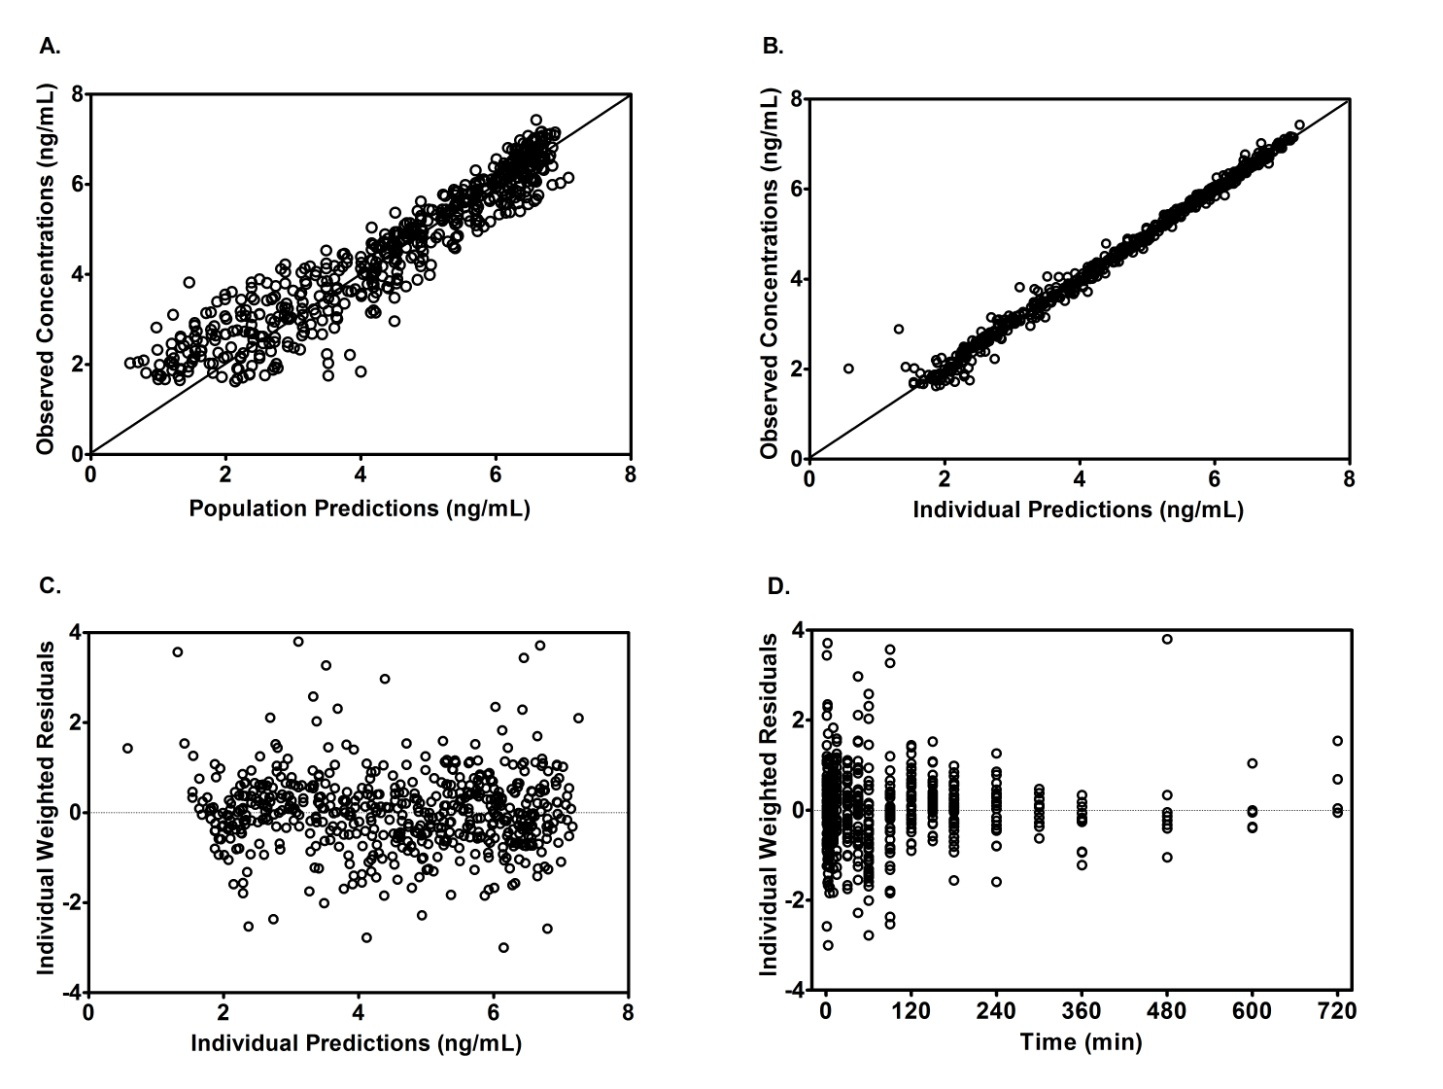 A.
B.
Observed Concentrations (ng/mL)
8
6
4
2
0
0 2 4 6 8
Population Predictions (ng/mL)
Observed Concentrations (ng/mL)
8
6
4
2
0
0 2 4 6 8
Individual Predictions (ng/mL)
C.
D.
Individual Weighted Residuals
4
2
0
-2
-4
0 2 4 6 8
Individual Predictions (ng/mL)
Individual Weighted Residuals
4
2
0
-2
-4
0 120 240 360 480 600 720
Time (min)